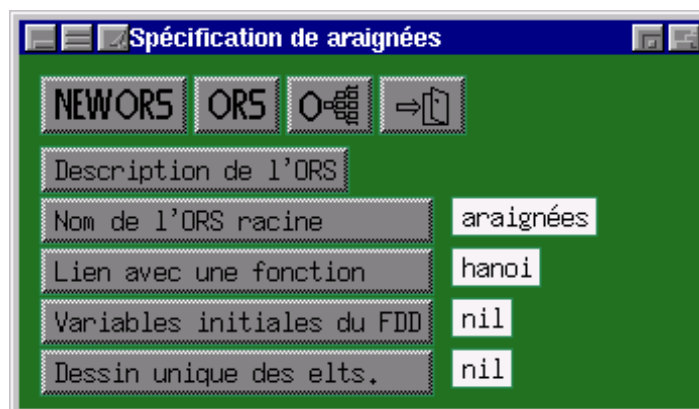 Spécification de araignées
NEWORS ORS
Description de l'ORS
Nom de l'ORS racine araignées
Lien avec une fonction hanoi
Variables initiales du FDD nil
Dessin unique des elts. nil